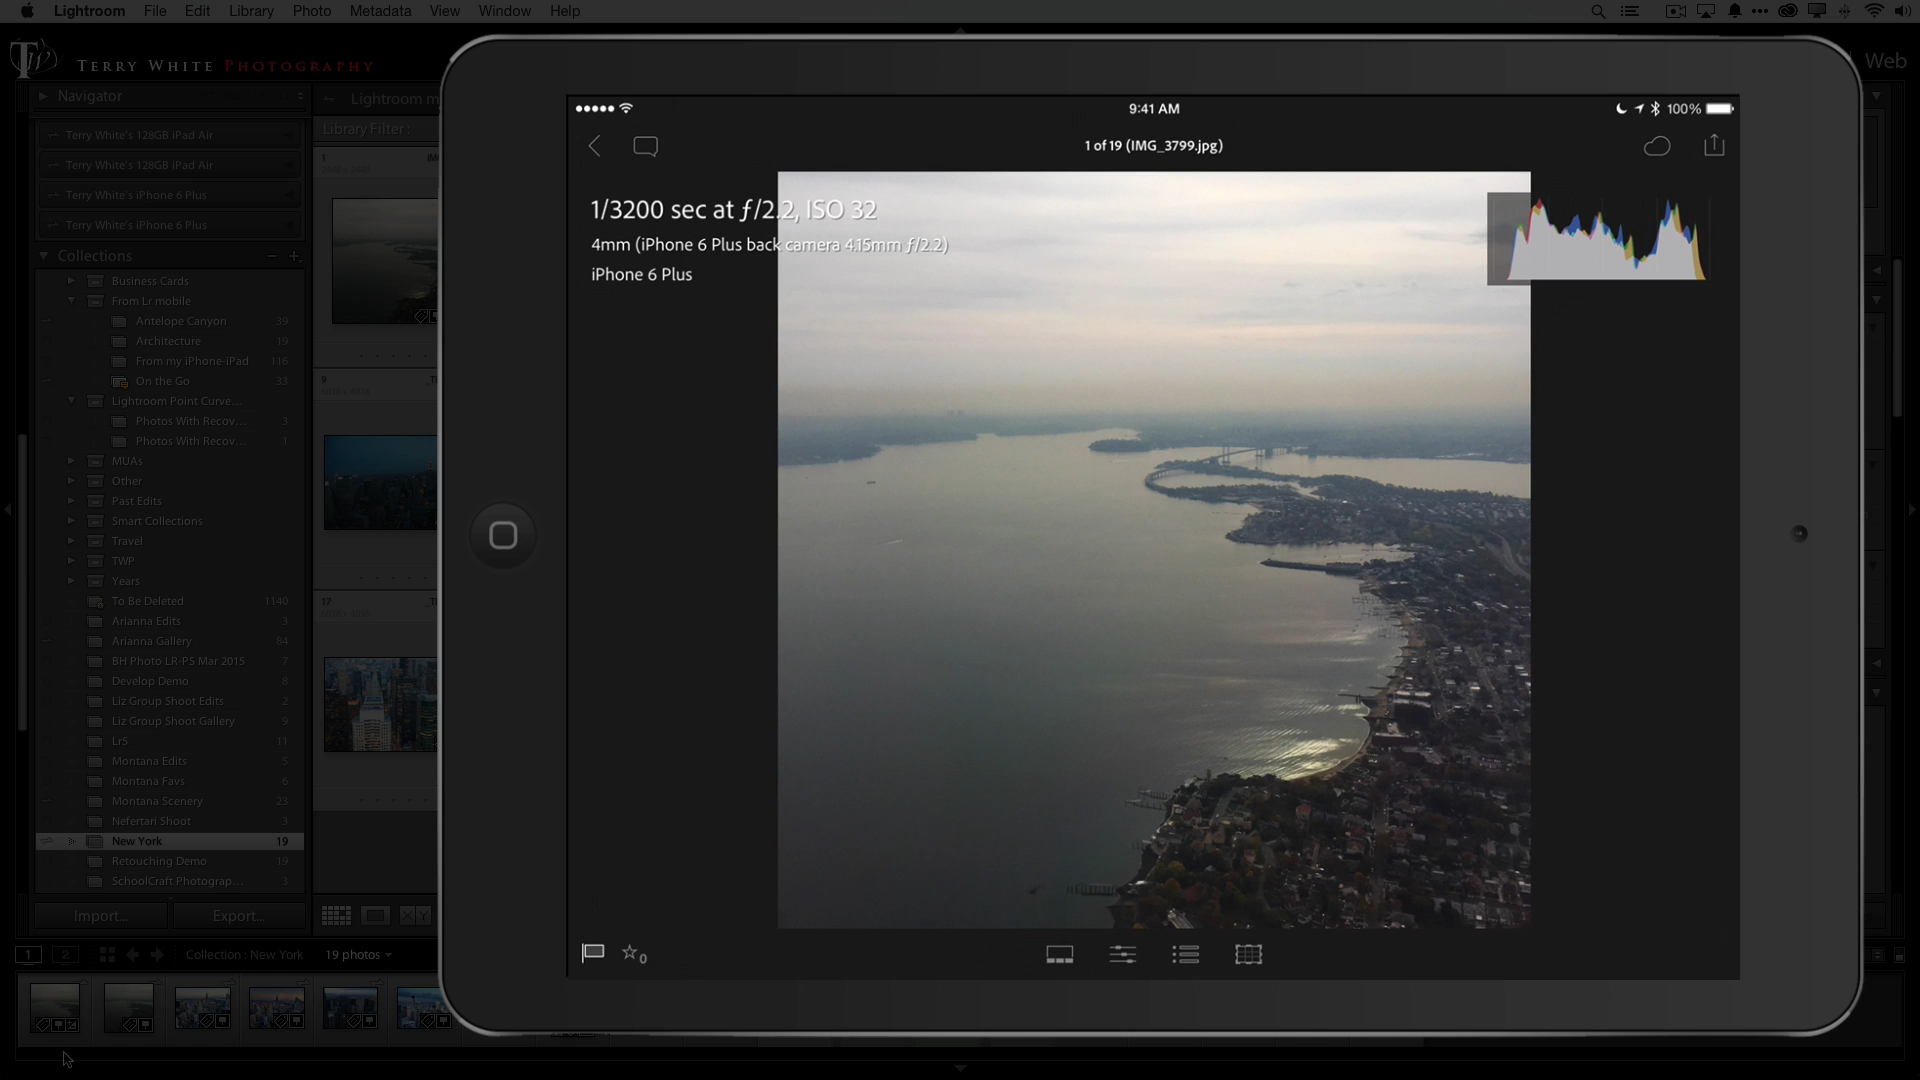 Lightroom File Edit Library Photo Metadata View Window Help
TERRY WHITE PHOTOGRAPHY
Web
Navigator
Lightroom m
Terry White's 128GB iPad Air
Library Filter :
Terry White's 128GB iPad Air
Terry White's iPhone 6 Plus
Terry White's iPhone 6 Plus
Collections
Business Cards
From Lr mobile
Antelope Canyon 39
Architecture 19
From my iPhone-iPad 116
On the Go 33
Lightroom Point Curve...
Photos With Recov... 3
Photos With Recov... 1
MUAs
Other
Past Edits
Smart Collections
Travel
TWP
Years
To Be Deleted 1140
Arianna Edits 3
Arianna Gallery 84
BH Photo LR-PS Mar 2015 7
Develop Demo 8
Liz Group Shoot Edits 2
Liz Group Shoot Gallery 9
Lr5 11
Montana Edits 5
Montana Favs 6
Montana Scenery 23
Nefertari Shoot 3
New York 19
Retouching Demo 19
SchoolCraft Photograp... 3
Import... Export...
1 2 Collection : New York 19 photos
1
9
17
9:41 AM
100%
1 of 19 (IMG_3799.jpg)
1/3200 sec at ƒ/2.2, ISO 32
4mm (iPhone 6 Plus back camera 4.15mm ƒ/2.2)
iPhone 6 Plus
0